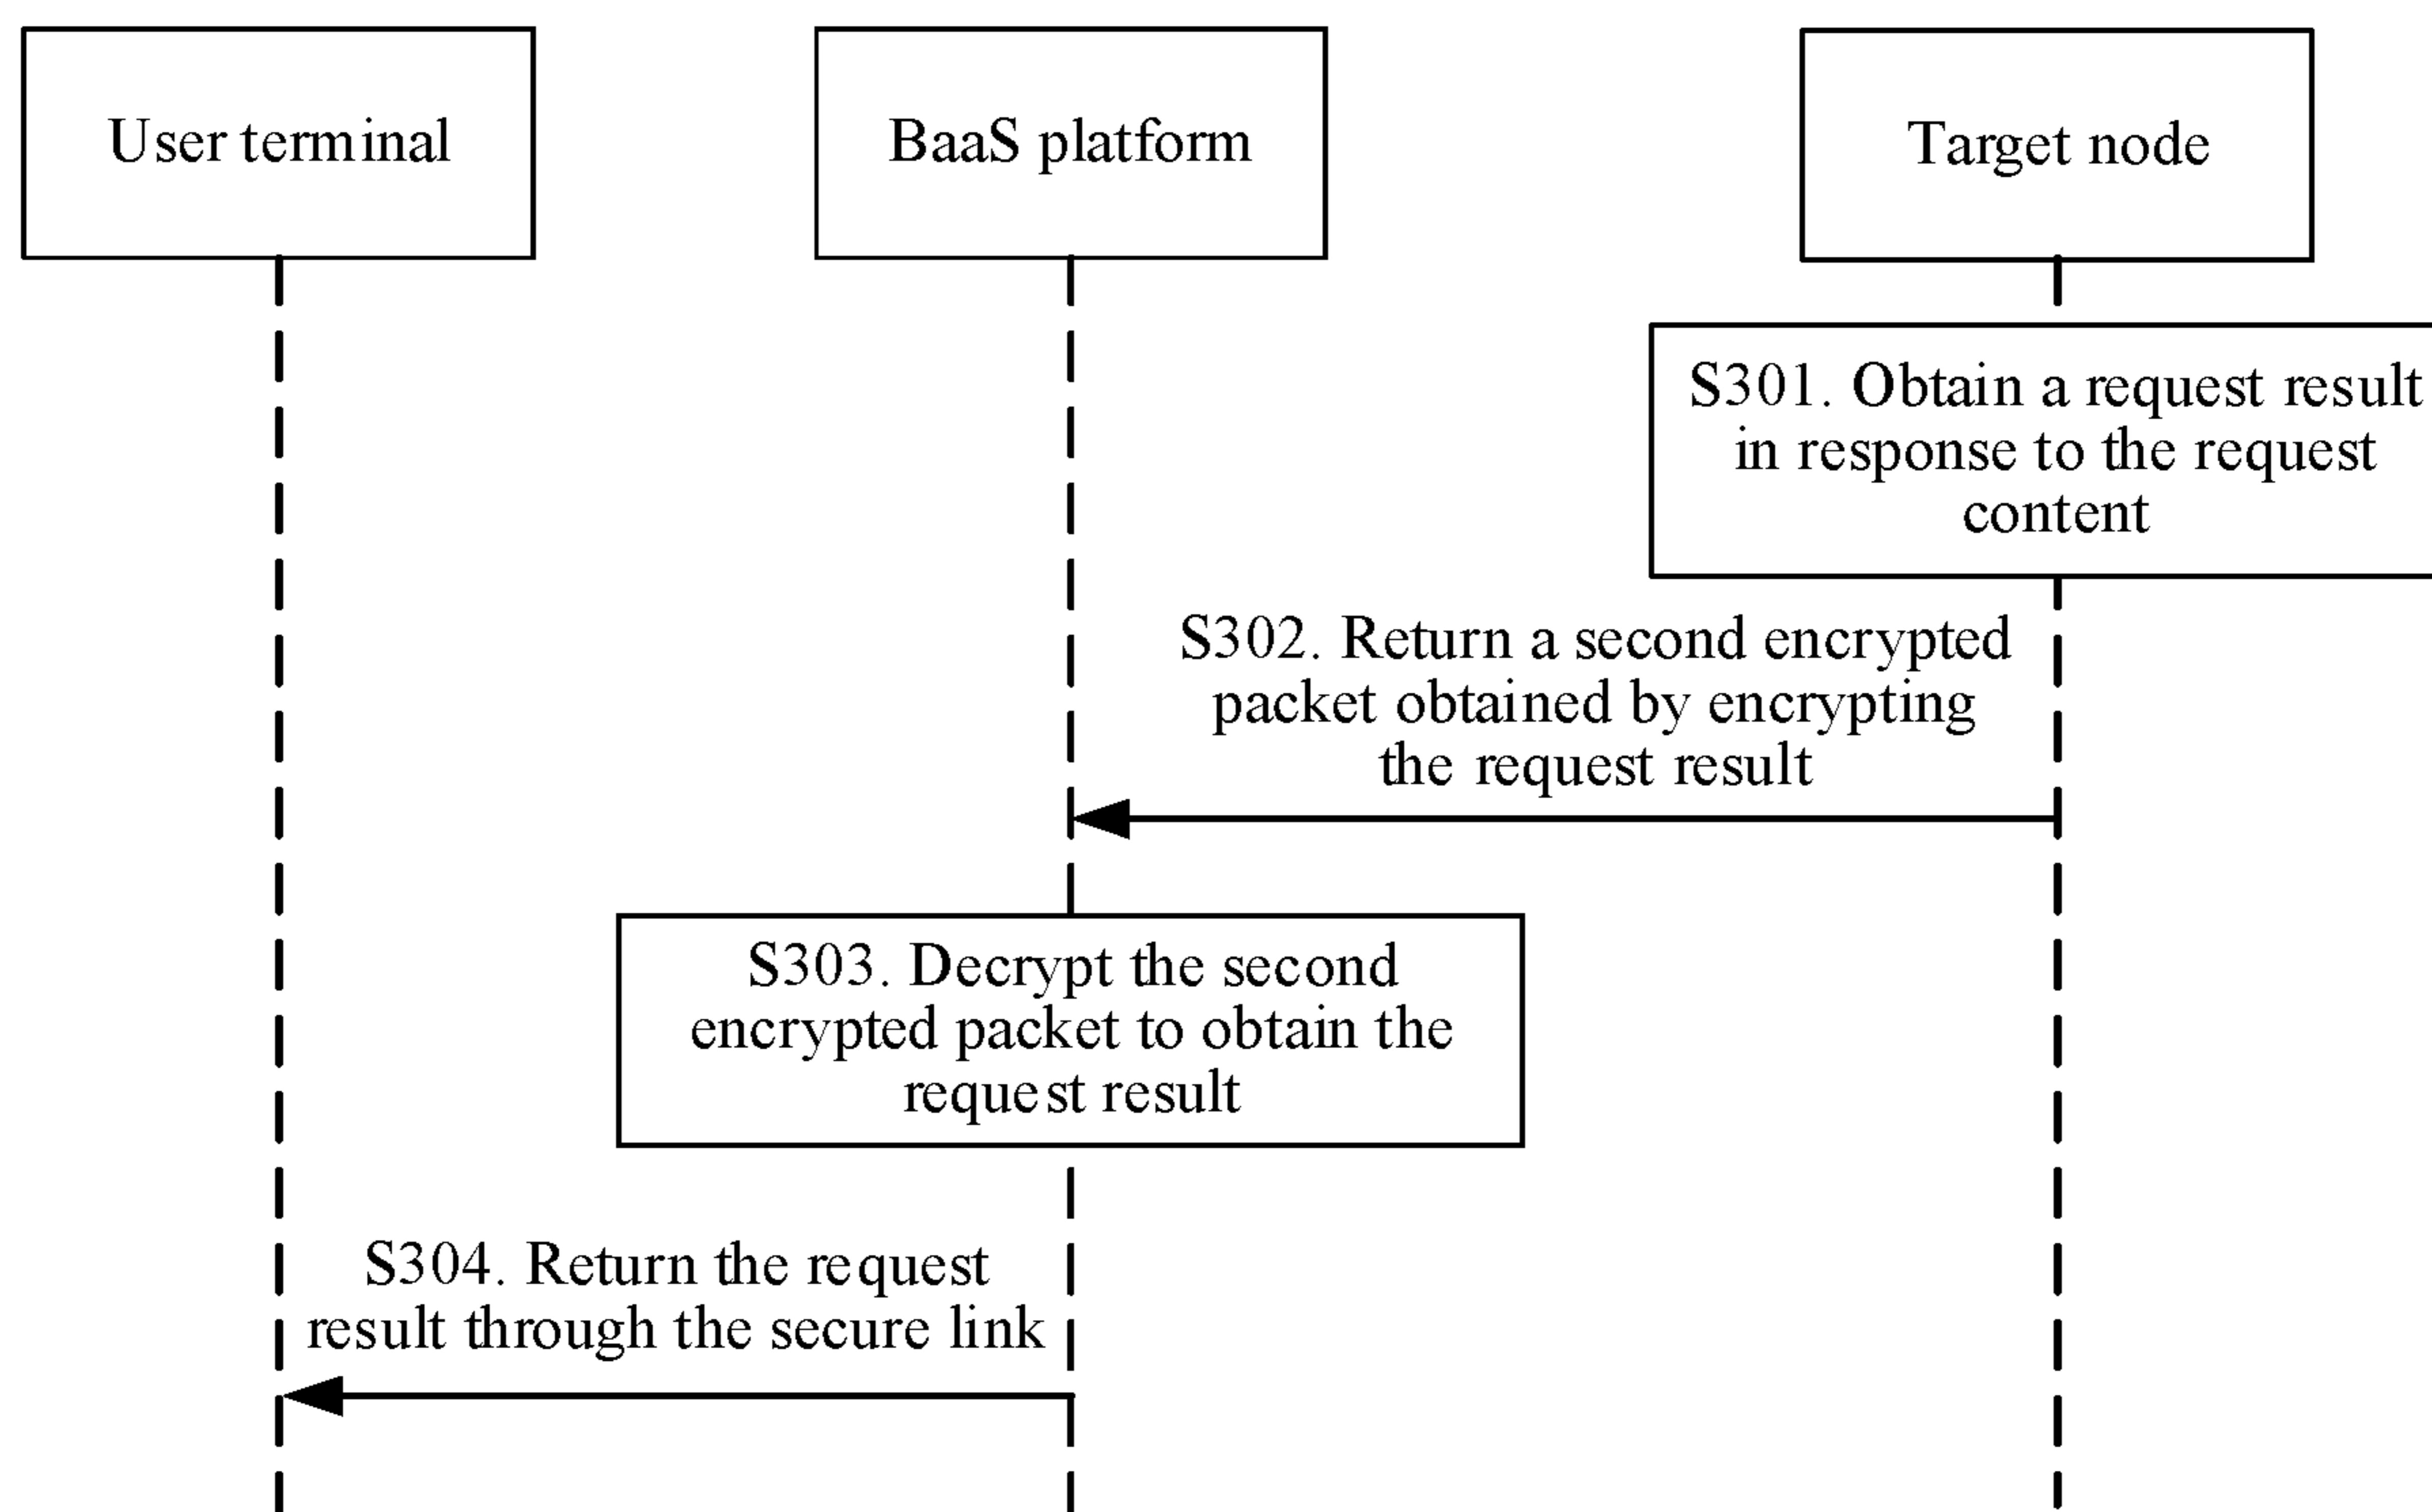 User terminal
BaaS platform
Target node
S301. Obtain a request result
in response to the request
content
S302. Return a second encrypted
packet obtained by encrypting
the request result
S303. Decrypt the second
encrypted packet to obtain the
request result
S304. Return the request
result through the secure link